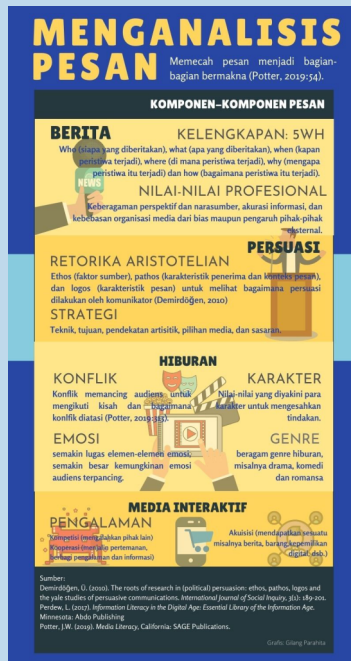 MENGANALISIS
PESAN
Memecah pesan menjadi bagian-
bagian bermakna (Potter, 2019:54).
KOMPONEN-KOMPONEN PESAN
BERITA
KELENGKAPAN: 5WH
Who (siapa yang diberitakan), what (apa yang diberitakan), when (kapan
peristiwa terjadi), where (di mana peristiwa terjadi), why (mengapa
peristiwa itu terjadi) dan how (bagaimana peristiwa itu terjadi).
NEWS
NILAI-NILAI PROFESIONAL
Keberagaman perspektif dan narasumber, akurasi informasi, dan
kebebasan organisasi media dari bias maupun pengaruh pihak-pihak
eksternal.
PERSUASI
RETORIKA ARISTOTELIAN
Ethos (faktor sumber), pathos (karakteristik penerima dan konteks pesan),
dan logos (karakteristik pesan) untuk melihat bagaimana persuasi
dilakukan oleh komunikator (Demirdöğen, 2010)
STRATEGI
Teknik, tujuan, pendekatan artisitik, pilihan media, dan sasaran.
HIBURAN
KONFLIK
Konflik memancing audiens untuk
mengikuti kisah dan bagaimana
konlfik diatasi (Potter, 2019:315).
KARAKTER
Nilai-nilai yang diyakini para
karakter untuk mengesahkan
tindakan.
EMOSI
semakin lugas elemen-elemen emosi,
semakin besar kemungkinan emosi
audiens terpancing.
GENRE
beragam genre hiburan,
misalnya drama, komedi
dan romansa
MEDIA INTERAKTIF
PENGALAMAN
Kompetisi (mengalahkan pihak lain)
Kooperasi (menjalin pertemanan,
berbagi pengalaman dan informasi)
Akuisisi (mendapatkan sesuatu
misalnya berita, barang kepemilikan
digital, dsb.)
Sumber:
Demirdöğen, Ü. (2010). The roots of research in (political) persuasion: ethos, pathos, logos and
the yale studies of persuasive communications. International Journal of Social Inquiry, 3(1): 189-201.
Perdew, L. (2017). Information Literacy in the Digital Age: Essential Library of the Information Age.
Minnesota: Abdo Publishing
Potter, J.W. (2019). Media Literacy, California: SAGE Publications.
Grafis: Gilang Parahita